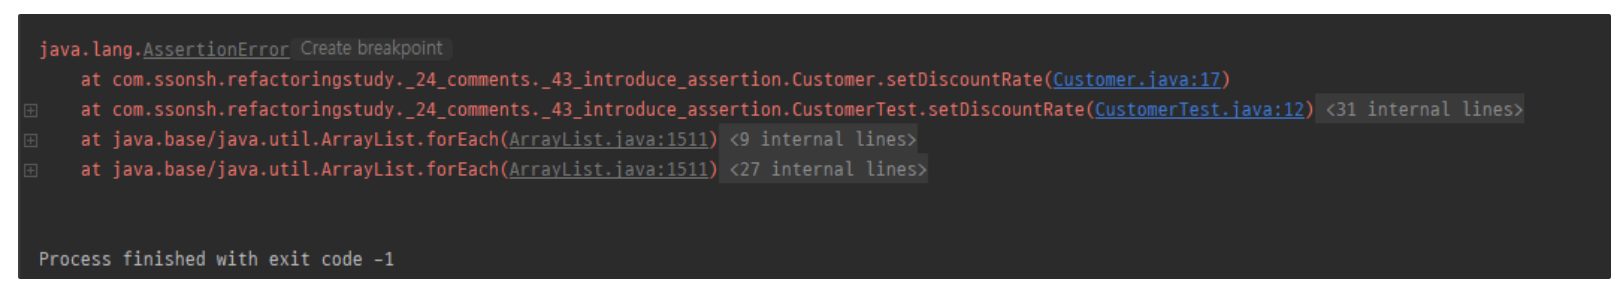 java.lang.AssertionError Create breakpoint
at com.ssonsh.refactoringstudy._24_comments._43_introduce_assertion.Customer.setDiscountRate(Customer.java:17)
at com.ssonsh.refactoringstudy._24_comments._43_introduce_assertion.CustomerTest.setDiscountRate(CustomerTest.java:12) <31 internal lines>
at java.base/java.util.ArrayList.forEach(ArrayList.java:1511) <9 internal lines>
at java.base/java.util.ArrayList.forEach(ArrayList.java:1511) <27 internal lines>
Process finished with exit code -1